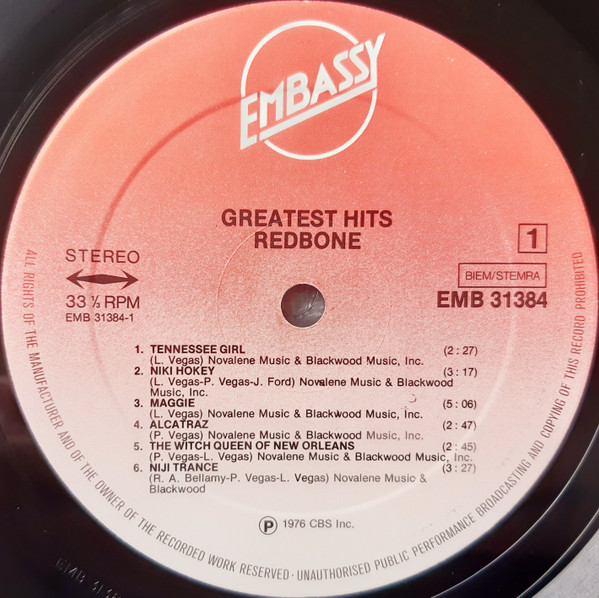 EMBASSY
GREATEST HITS
REDBONE
STEREO
33 ⅓ RPM
EMB 31384-1
1
BIEM/STEMRA
EMB 31384
1. TENNESSEE GIRL (2 : 27)
(L. Vegas) Novalene Music & Blackwood Music, Inc.
2. NIKI HOKEY (3 : 17)
(L. Vegas-P. Vegas-J. Ford) Novalene Music & Blackwood
Music, Inc.
3. MAGGIE (5 : 06)
(L. Vegas) Novalene Music & Blackwood Music, Inc.
4. ALCATRAZ (2 : 47)
(P. Vegas) Novalene Music & Blackwood Music, Inc.
5. THE WITCH QUEEN OF NEW ORLEANS (2 : 45)
(P. Vegas-L. Vegas) Novalene Music & Blackwood Music, Inc.
6. NIJI TRANCE (3 : 27)
(R. A. Bellamy-P. Vegas-L. Vegas) Novalene Music &
Blackwood
P 1976 CBS Inc.
ALL RIGHTS OF THE MANUFACTURER AND OF THE OWNER OF THE RECORDED WORK RESERVED · UNAUTHORISED PUBLIC PERFORMANCE BROADCASTING AND COPYING OF THIS RECORD PROHIBITED